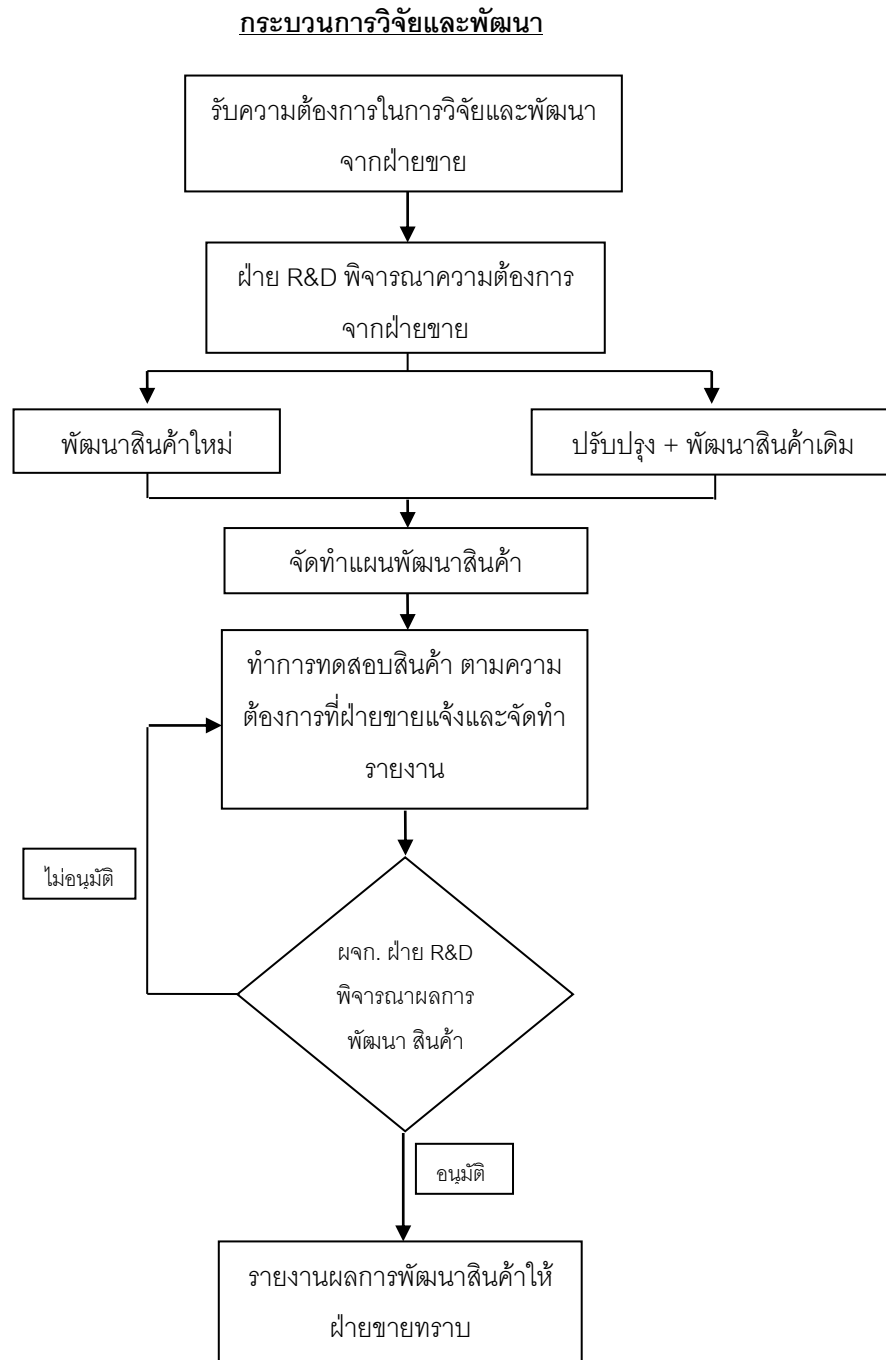 กระบวนการวิจัยและพัฒนา
รับความต้องการในการวิจัยและพัฒนา
จากฝ่ายขาย
ฝ่าย R&D พิจารณาความต้องการ
จากฝ่ายขาย
พัฒนาสินค้าใหม่
ปรับปรุง + พัฒนาสินค้าเดิม
จัดทำแผนพัฒนาสินค้า
ทำการทดสอบสินค้า ตามความ
ต้องการที่ฝ่ายขายแจ้งและจัดทำ
รายงาน
ไม่อนุมัติ
ผจก. ฝ่าย R&D
พิจารณาผลการ
พัฒนา สินค้า
อนุมัติ
รายงานผลการพัฒนาสินค้าให้
ฝ่ายขายทราบ